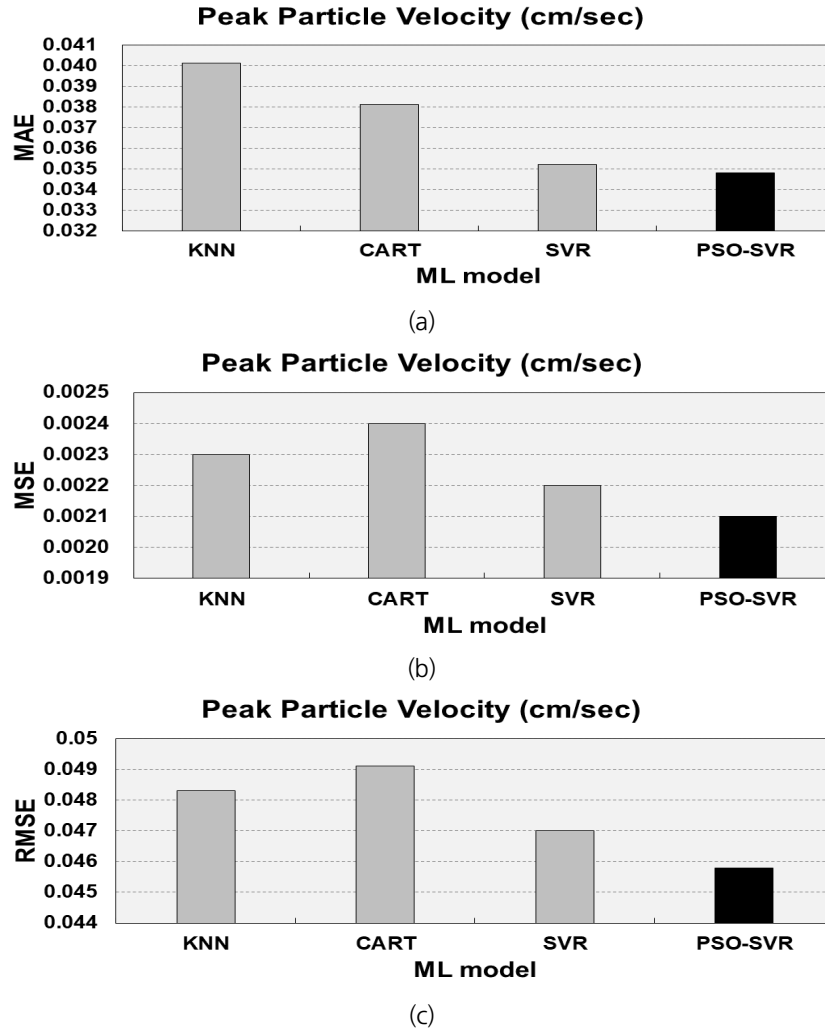 Peak Particle Velocity (cm/sec)
0.041
0.040
0.039
0.038
0.037
0.036
0.035
0.034
0.033
0.032
MAE
KNN CART SVR PSO-SVR
ML model
(a)
Peak Particle Velocity (cm/sec)
0.0025
0.0024
0.0023
0.0022
0.0021
0.0020
0.0019
MSE
KNN CART SVR PSO-SVR
ML model
(b)
Peak Particle Velocity (cm/sec)
0.05
0.049
0.048
0.047
0.046
0.045
0.044
RMSE
KNN CART SVR PSO-SVR
ML model
(c)